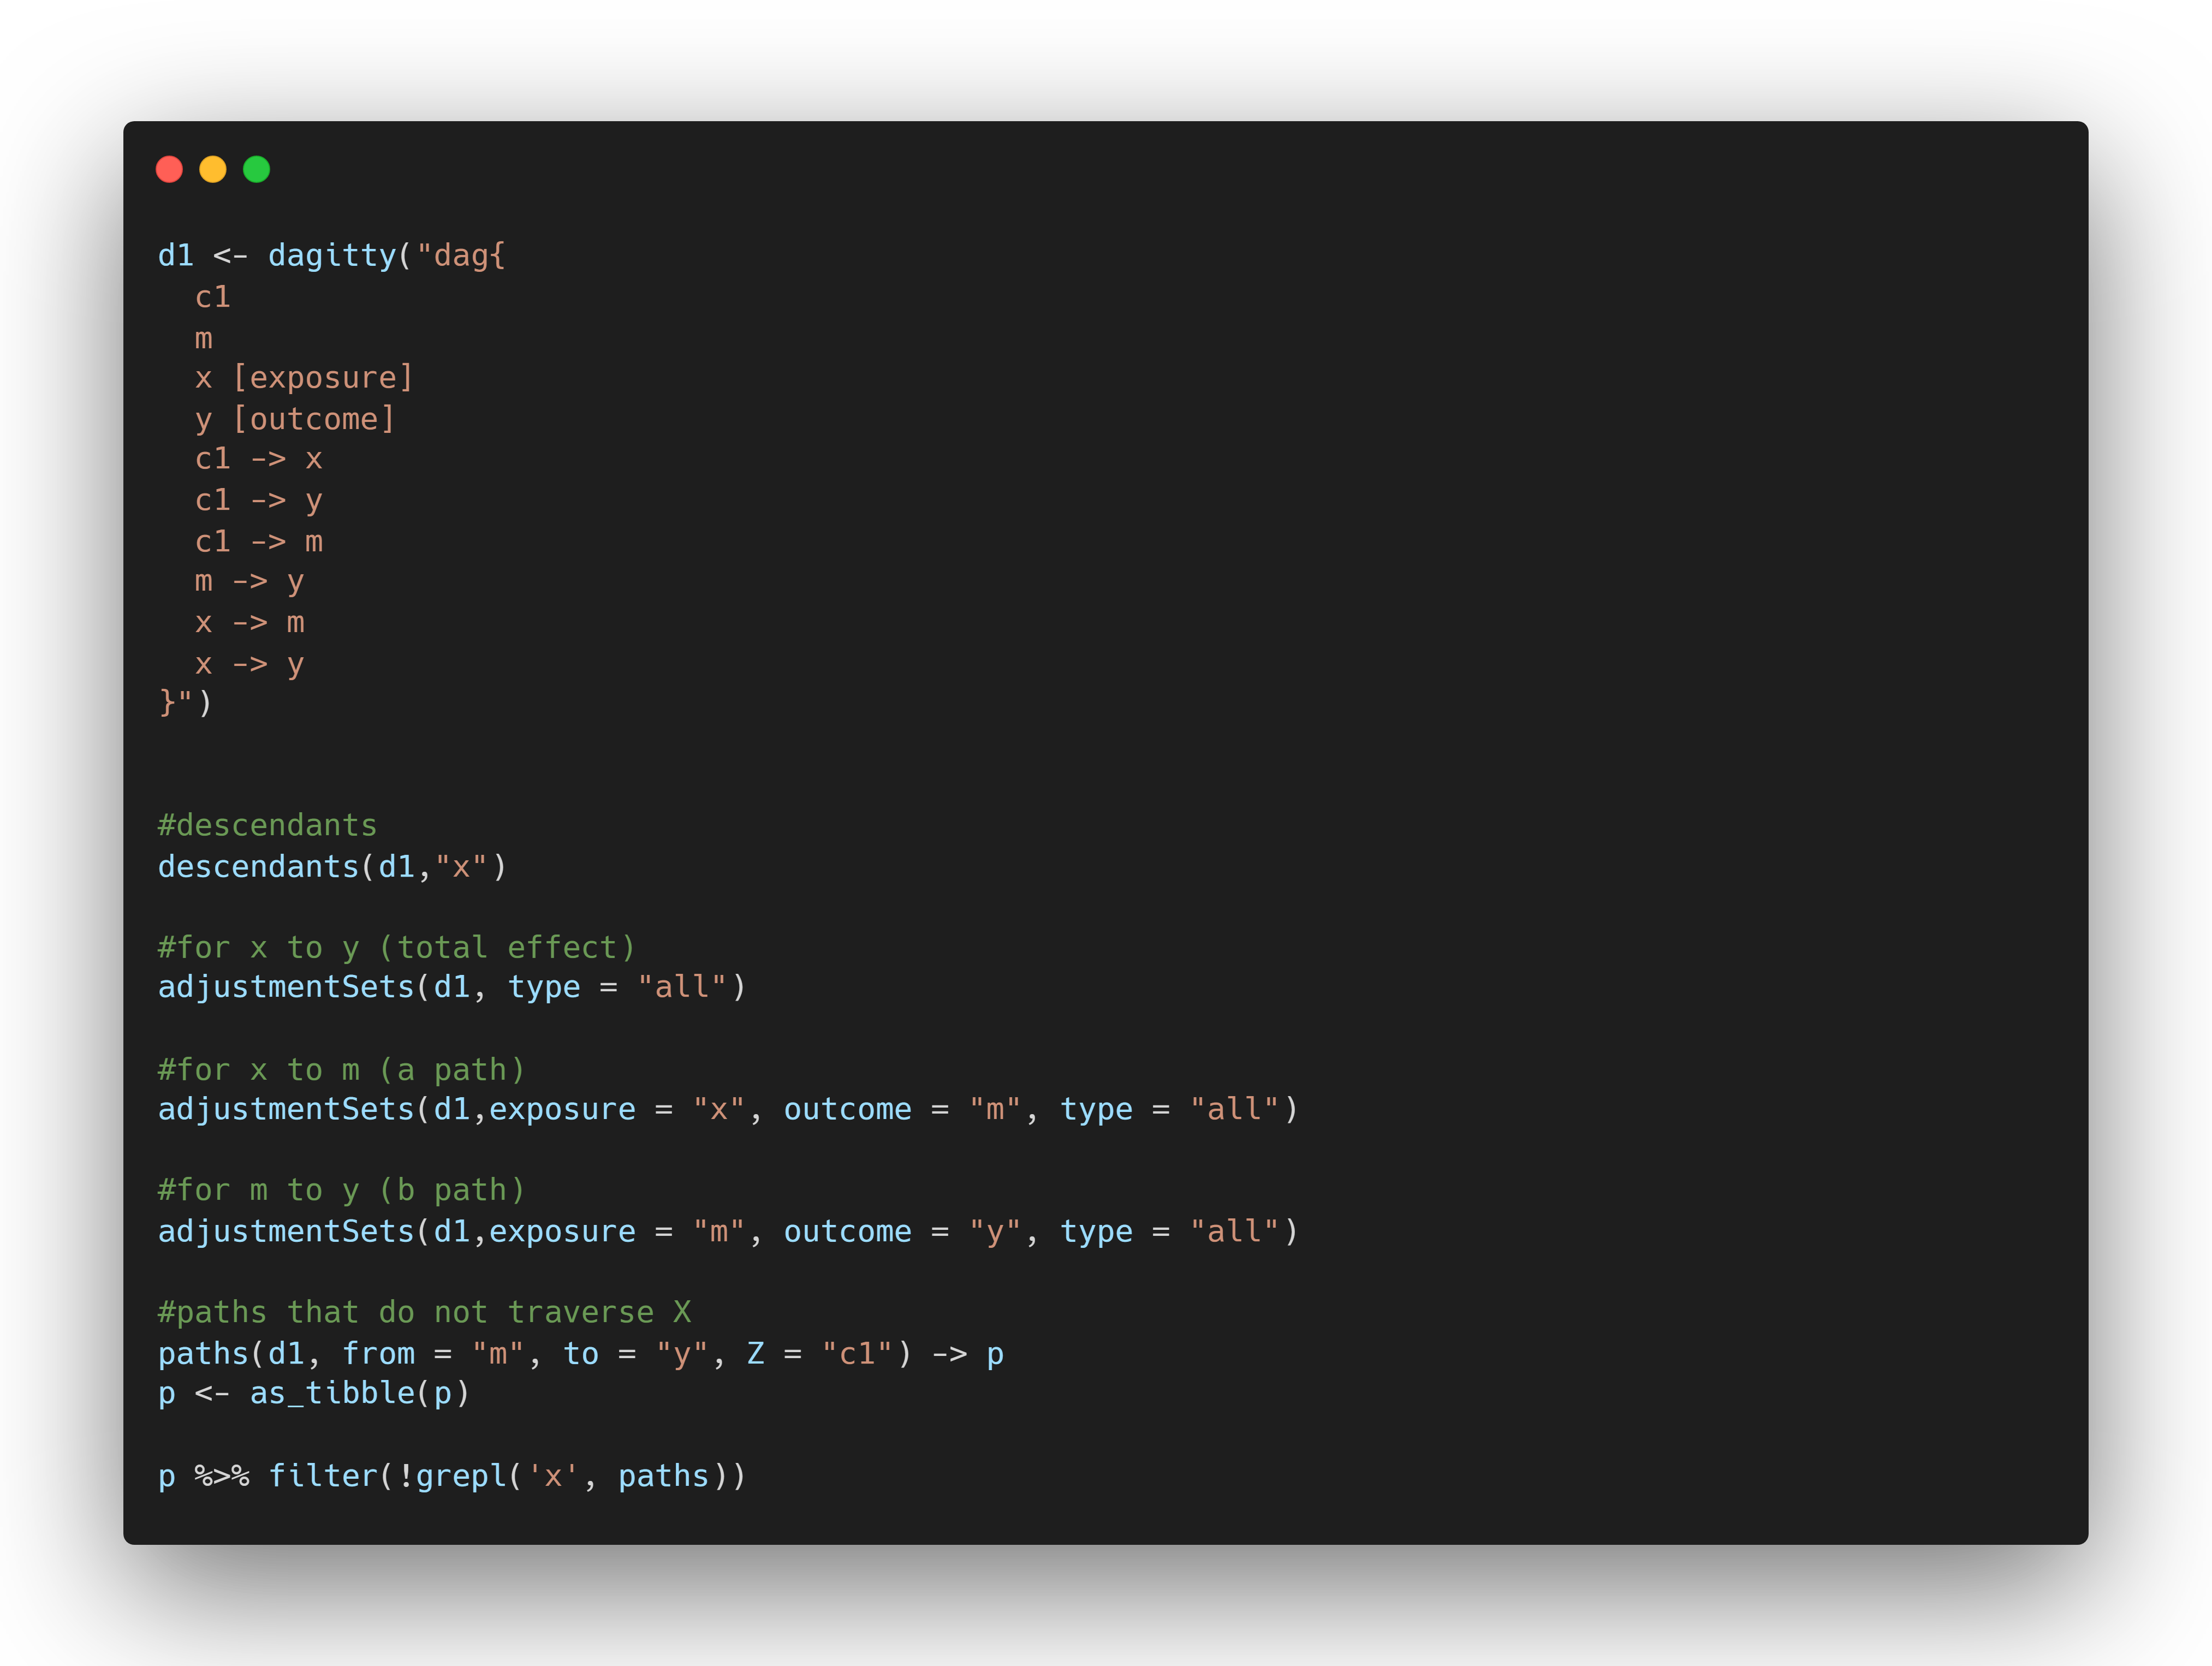 d1 <- dagitty("dag{
  c1
  m
  x [exposure]
  y [outcome]
  c1 -> x
  c1 -> y
  c1 -> m
  m -> y
  x -> m
  x -> y
}")
#descendants
descendants(d1,"x")
#for x to y (total effect)
adjustmentSets(d1, type = "all")
#for x to m (a path)
adjustmentSets(d1,exposure = "x", outcome = "m", type = "all")
#for m to y (b path)
adjustmentSets(d1,exposure = "m", outcome = "y", type = "all")
#paths that do not traverse X
paths(d1, from = "m", to = "y", Z = "c1") -> p
p <- as_tibble(p)
p %>% filter(!grepl('x', paths))